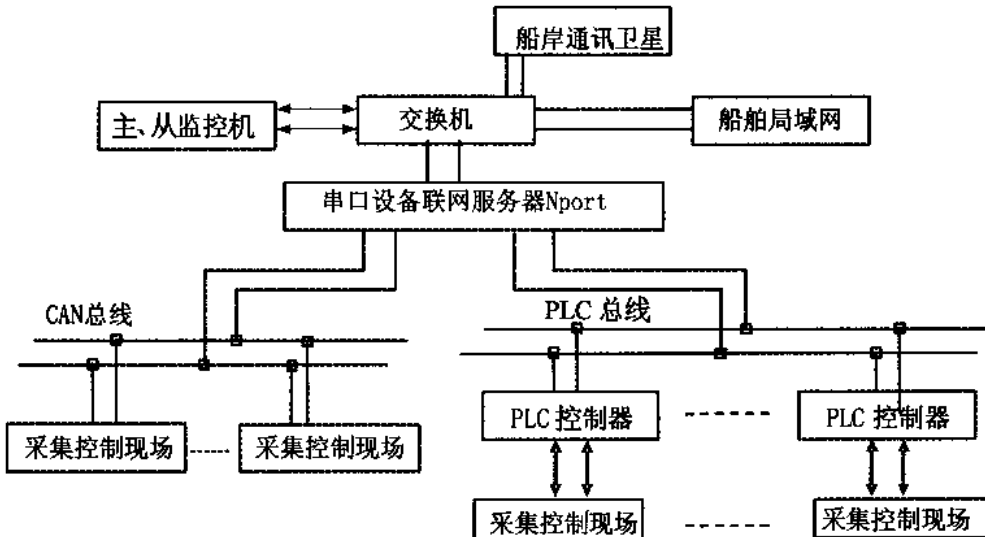 船岸通讯卫星
主、从监控机
交换机
船舶局域网
串口设备联网服务器Nport
CAN总线
PLC 总线
PLC 控制器
PLC 控制器
采集控制现场
采集控制现场
采集控制现场
采集控制现场